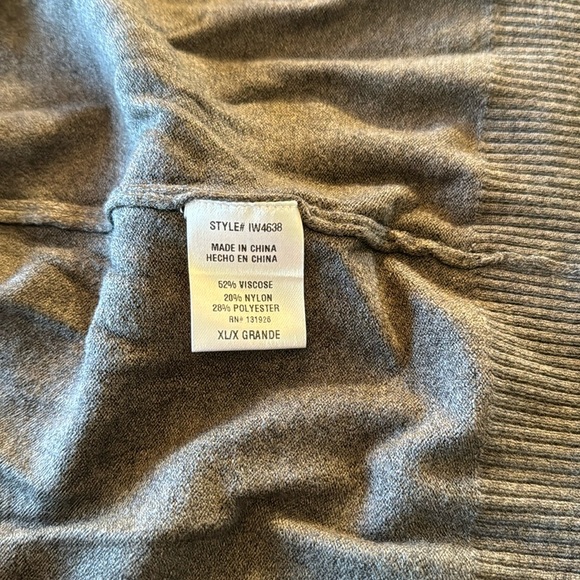 STYLE# IW4638
MADE IN CHINA
HECHO EN CHINA
52% VISCOSE
20% NYLON
28% POLYESTER
RN# 131926
XL/X GRANDE